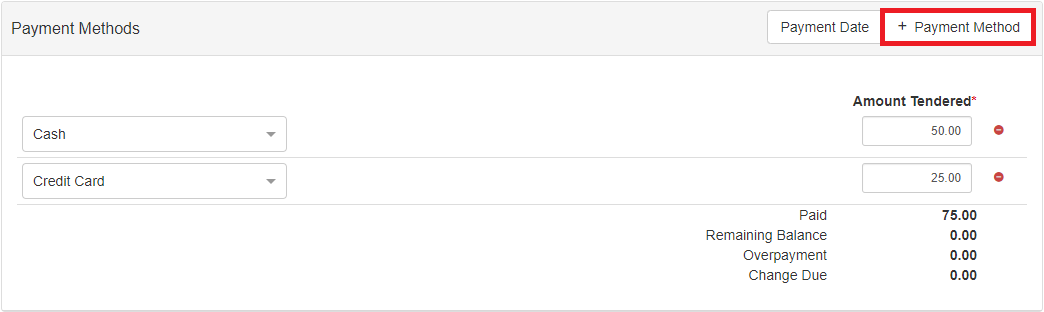 Payment Methods
Payment Date
+ Payment Method
Amount Tendered*
Cash
50.00
Credit Card
25.00
Paid 75.00
Remaining Balance 0.00
Overpayment 0.00
Change Due 0.00